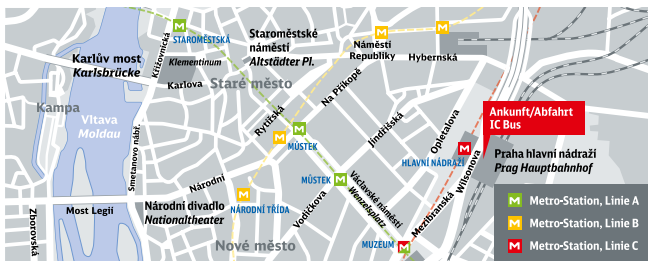 STAROMĚSTSKÁ
Křižovnická
Karlův most
Karlsbrücke
Klementinum
Karlova
Staroměstské
náměstí
Altstädter Pl.
Staré město
Náměstí
Republiky
Hybernská
Na Příkopě
Rytířská
Jindřišská
Opletalova
Ankunft/Abfahrt
IC Bus
HLAVNÍ NÁDRAŽÍ
Praha hlavní nádraží
Prag Hauptbahnhof
Wilsonova
Kampa
Vltava
Moldau
Smetanovo nábř.
MŮSTEK
MŮSTEK
Národní
Národní divadlo
Nationaltheater
NÁRODNÍ TŘÍDA
Vodičkova
Václavské náměstí
Wenzelsplatz
Mezibranská
MUZEUM
Most Legií
Zborovská
Nové město
M Metro-Station, Linie A
M Metro-Station, Linie B
M Metro-Station, Linie C